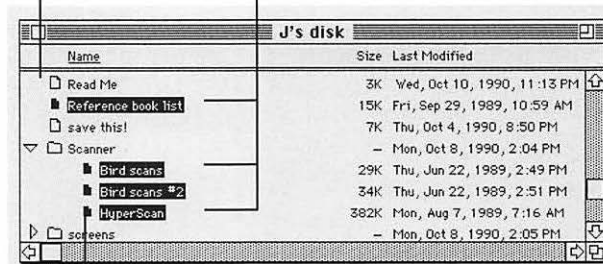 J's disk
Name Size Last Modified
Read Me 3K Wed, Oct 10, 1990, 11:13 PM
Reference book list 15K Fri, Sep 29, 1989, 10:59 AM
save this! 7K Thu, Oct 4, 1990, 8:50 PM
Scanner – Mon, Oct 8, 1990, 2:04 PM
Bird scans 29K Thu, Jun 22, 1989, 2:49 PM
Bird scans #2 34K Thu, Jun 22, 1989, 2:51 PM
HyperScan 382K Mon, Aug 7, 1989, 7:16 AM
screens – Mon, Oct 8, 1990, 2:05 PM